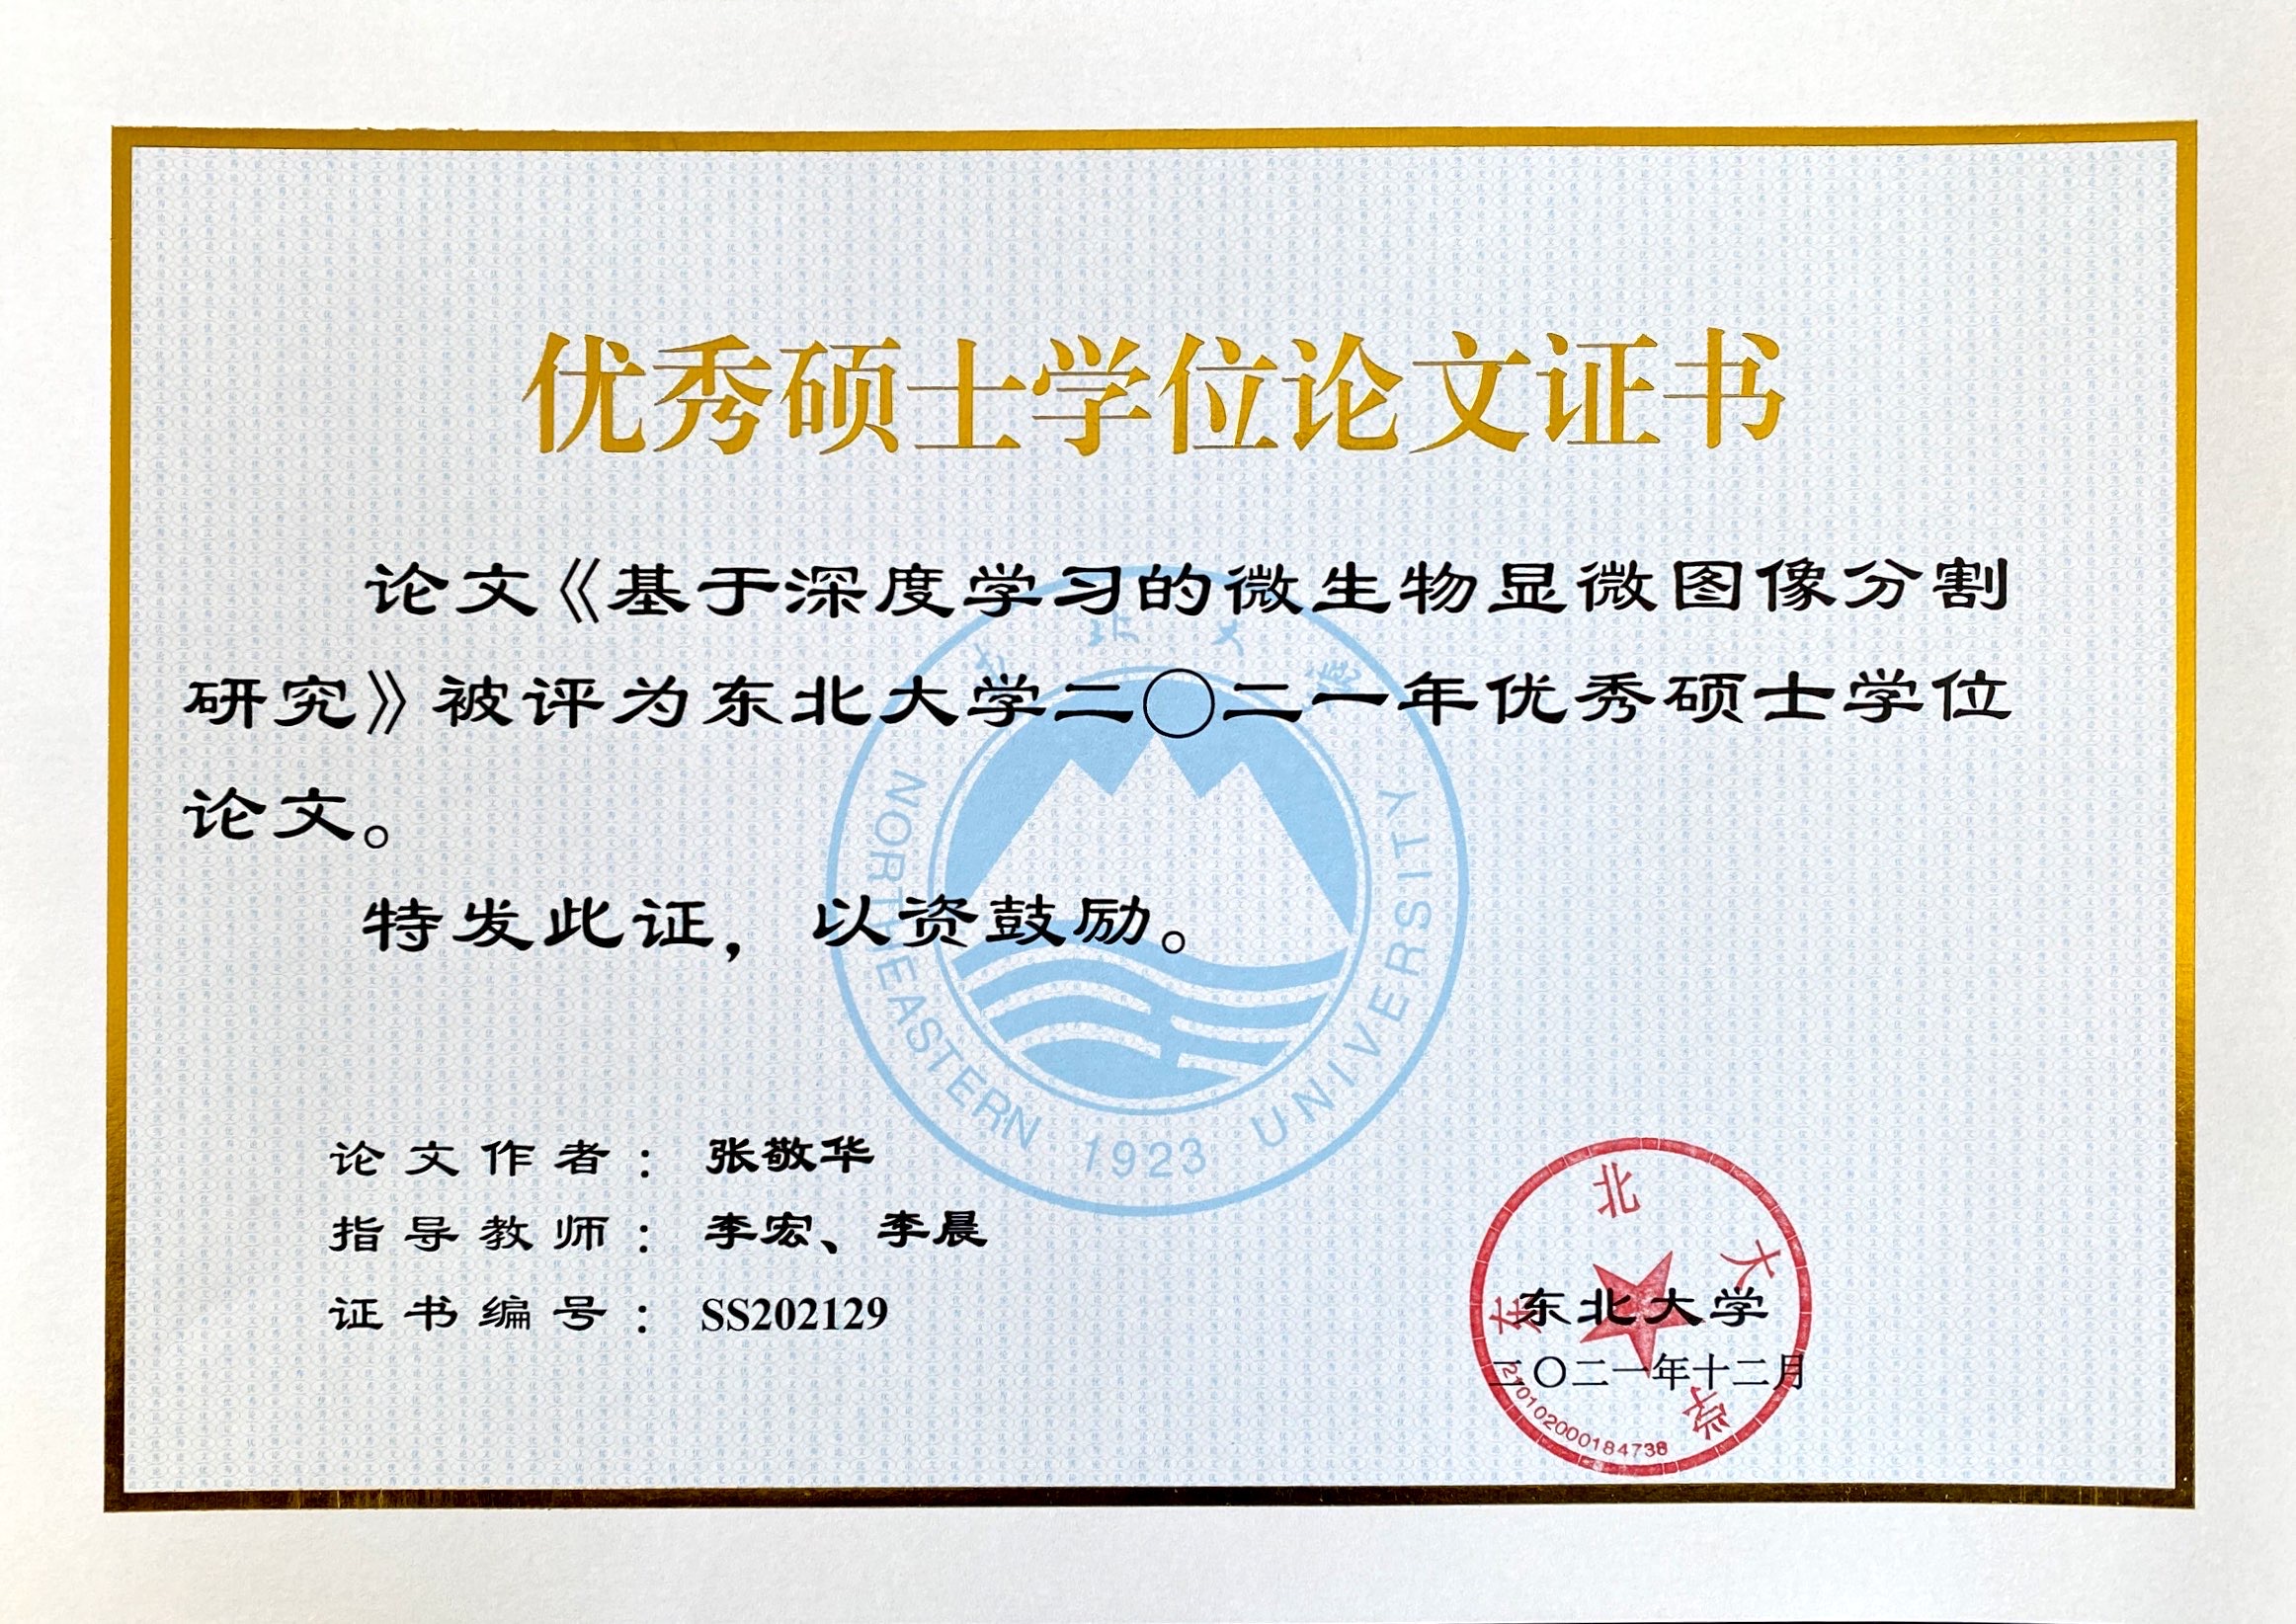 优秀硕士学位论文证书
论文《基于深度学习的微生物显微图像分割
研究》被评为东北大学二〇二一年优秀硕士学位
论文。
特发此证，以资鼓励。
NORTHEASTERN 1923 UNIVERSITY
论文作者：张敬华
指导教师：李宏、李晨
证书编号：SS202129
东北大学
东北大学
二〇二一年十二月
2101020000184738